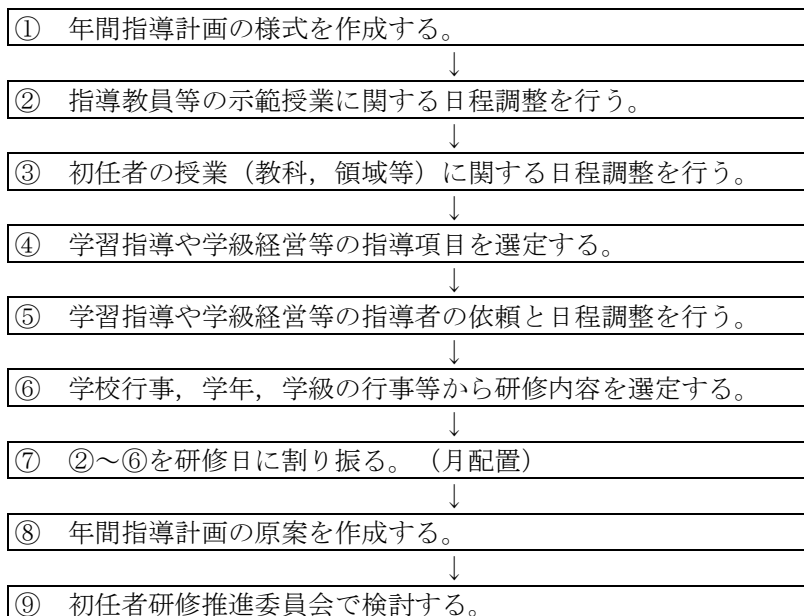 ① 年間指導計画の様式を作成する。
↓
② 指導教員等の示範授業に関する日程調整を行う。
↓
③ 初任者の授業（教科，領域等）に関する日程調整を行う。
↓
④ 学習指導や学級経営等の指導項目を選定する。
↓
⑤ 学習指導や学級経営等の指導者の依頼と日程調整を行う。
↓
⑥ 学校行事，学年，学級の行事等から研修内容を選定する。
↓
⑦ ②～⑥を研修日に割り振る。（月配置）
↓
⑧ 年間指導計画の原案を作成する。
↓
⑨ 初任者研修推進委員会で検討する。